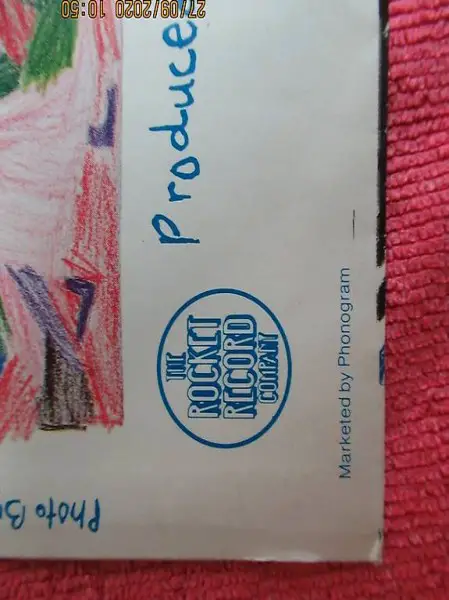 27/09/2020 10:50
Produce
THE
ROCKET
RECORD
COMPANY
Marketed by Phonogram
Photo